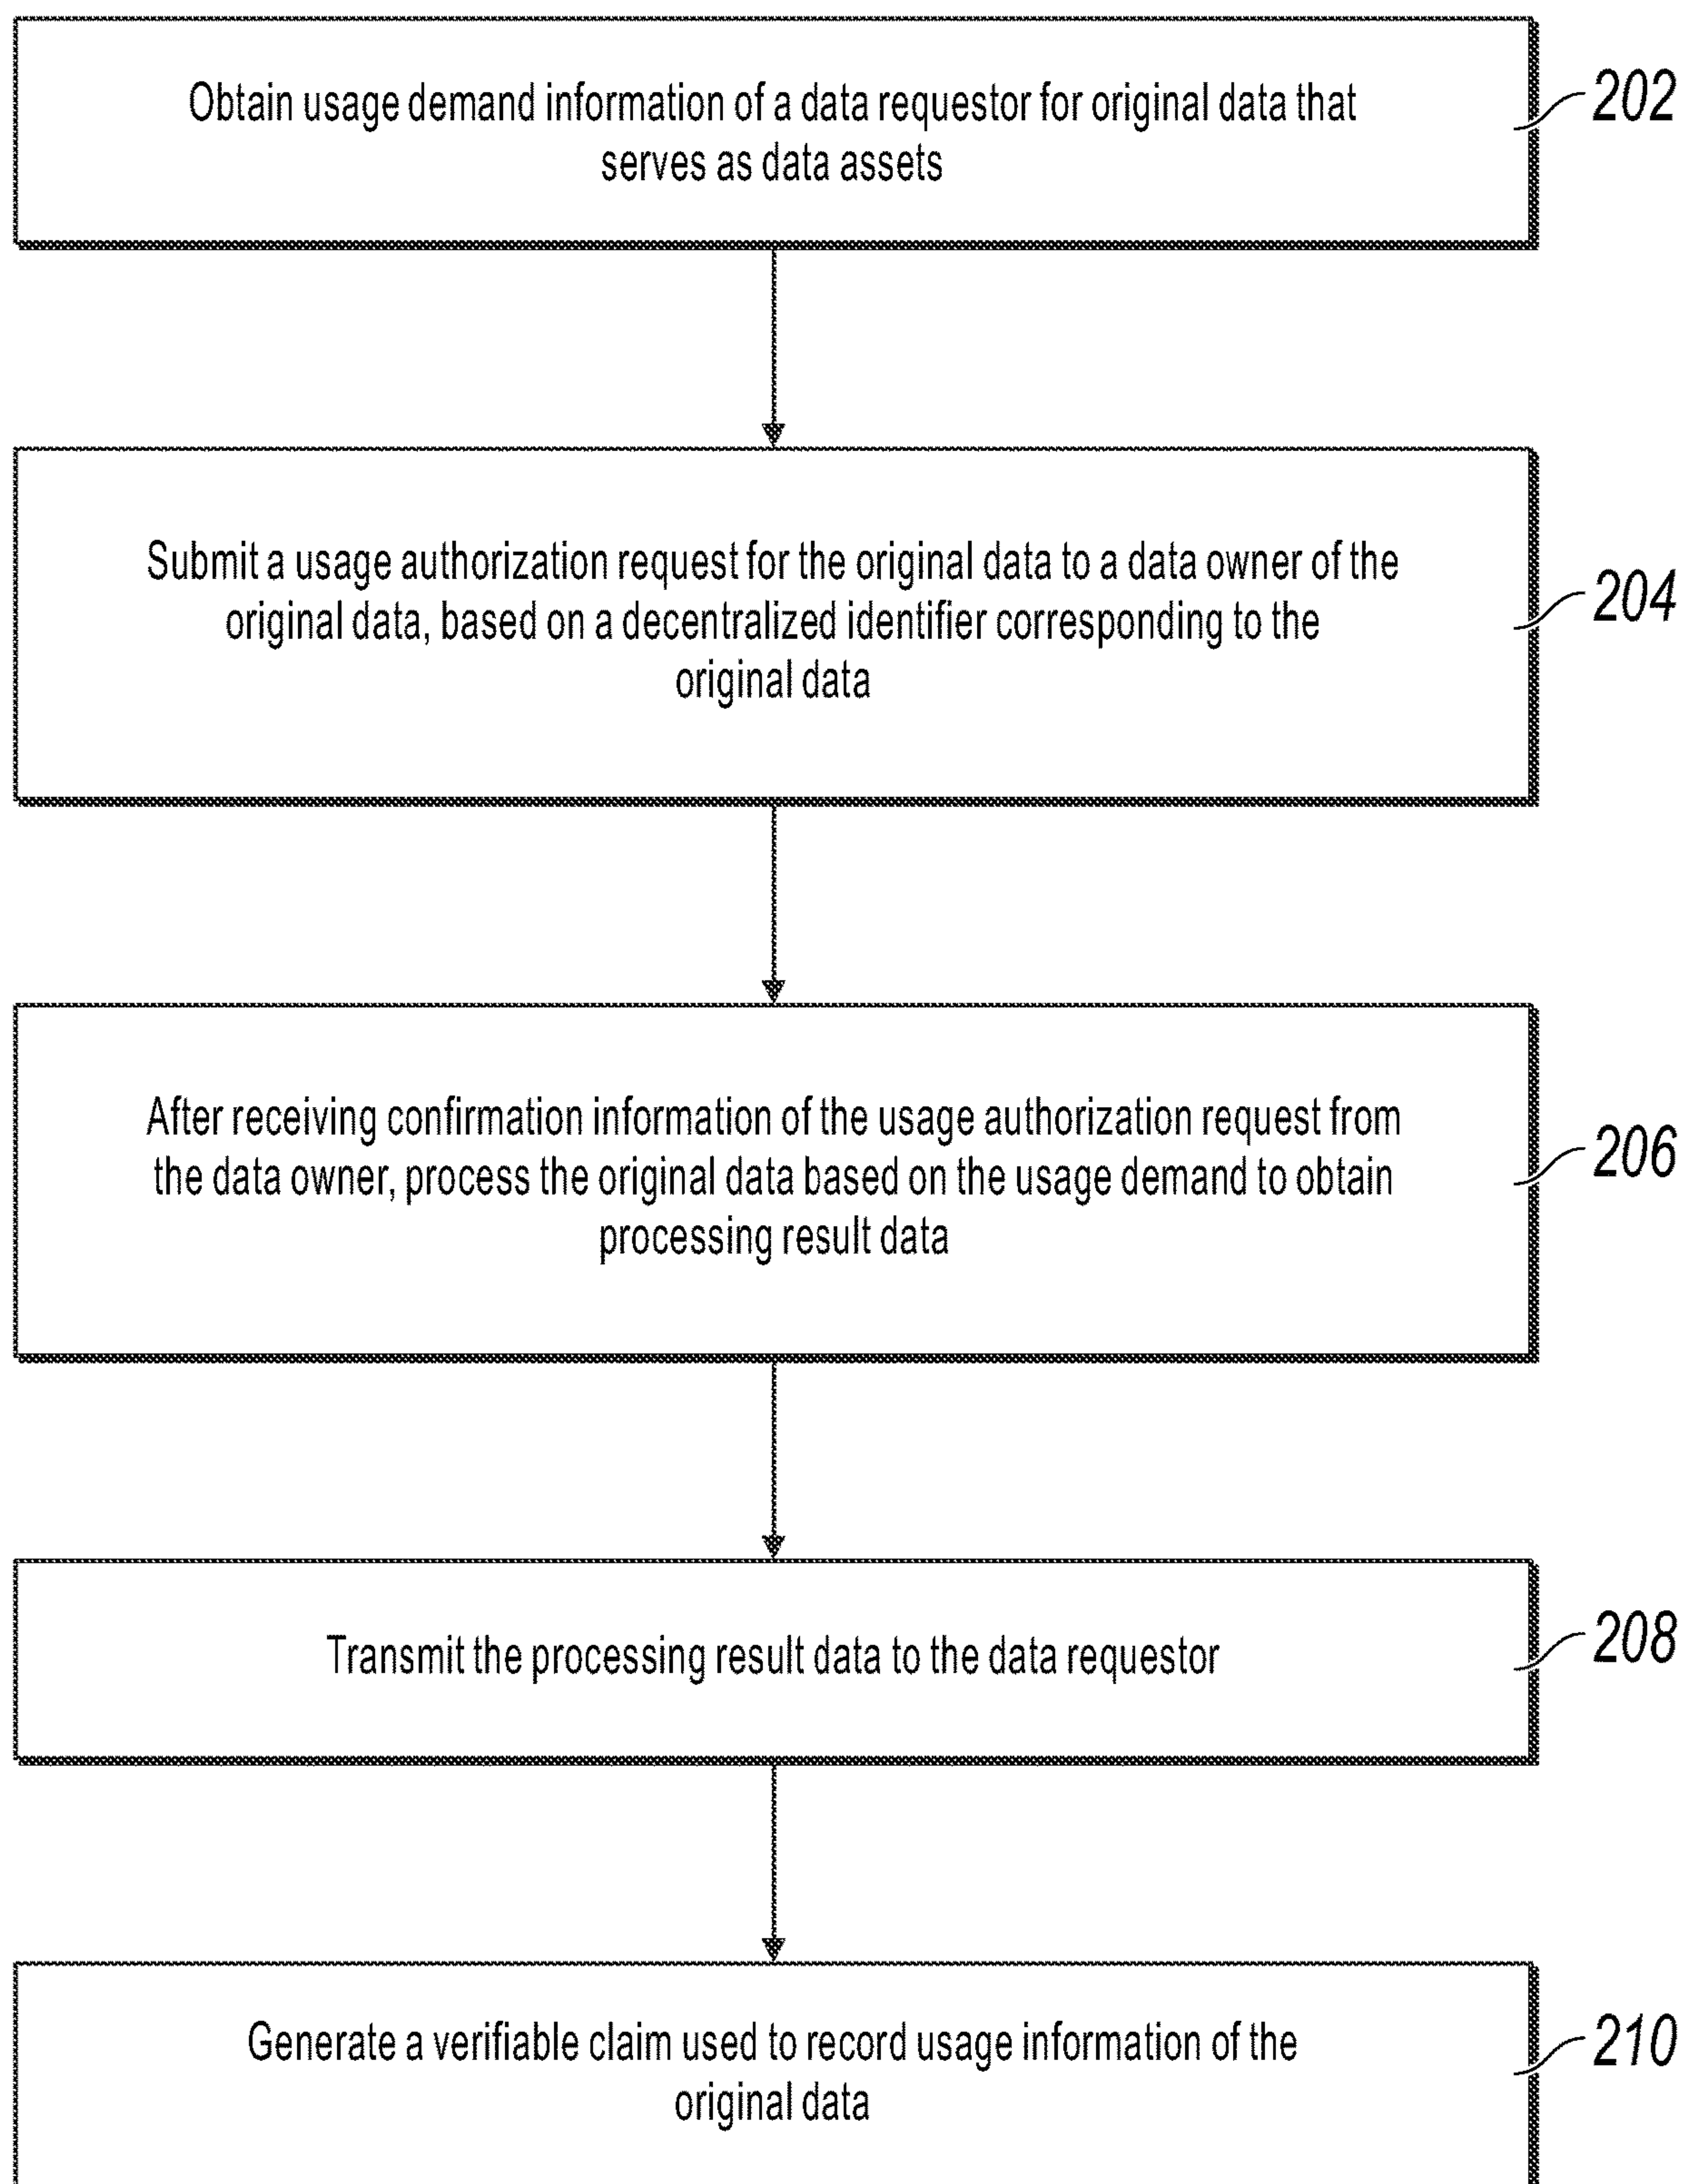 Obtain usage demand information of a data requestor for original data that
serves as data assets
202
Submit a usage authorization request for the original data to a data owner of the
original data, based on a decentralized identifier corresponding to the
original data
204
After receiving confirmation information of the usage authorization request from
the data owner, process the original data based on the usage demand to obtain
processing result data
206
Transmit the processing result data to the data requestor
208
Generate a verifiable claim used to record usage information of the
original data
210